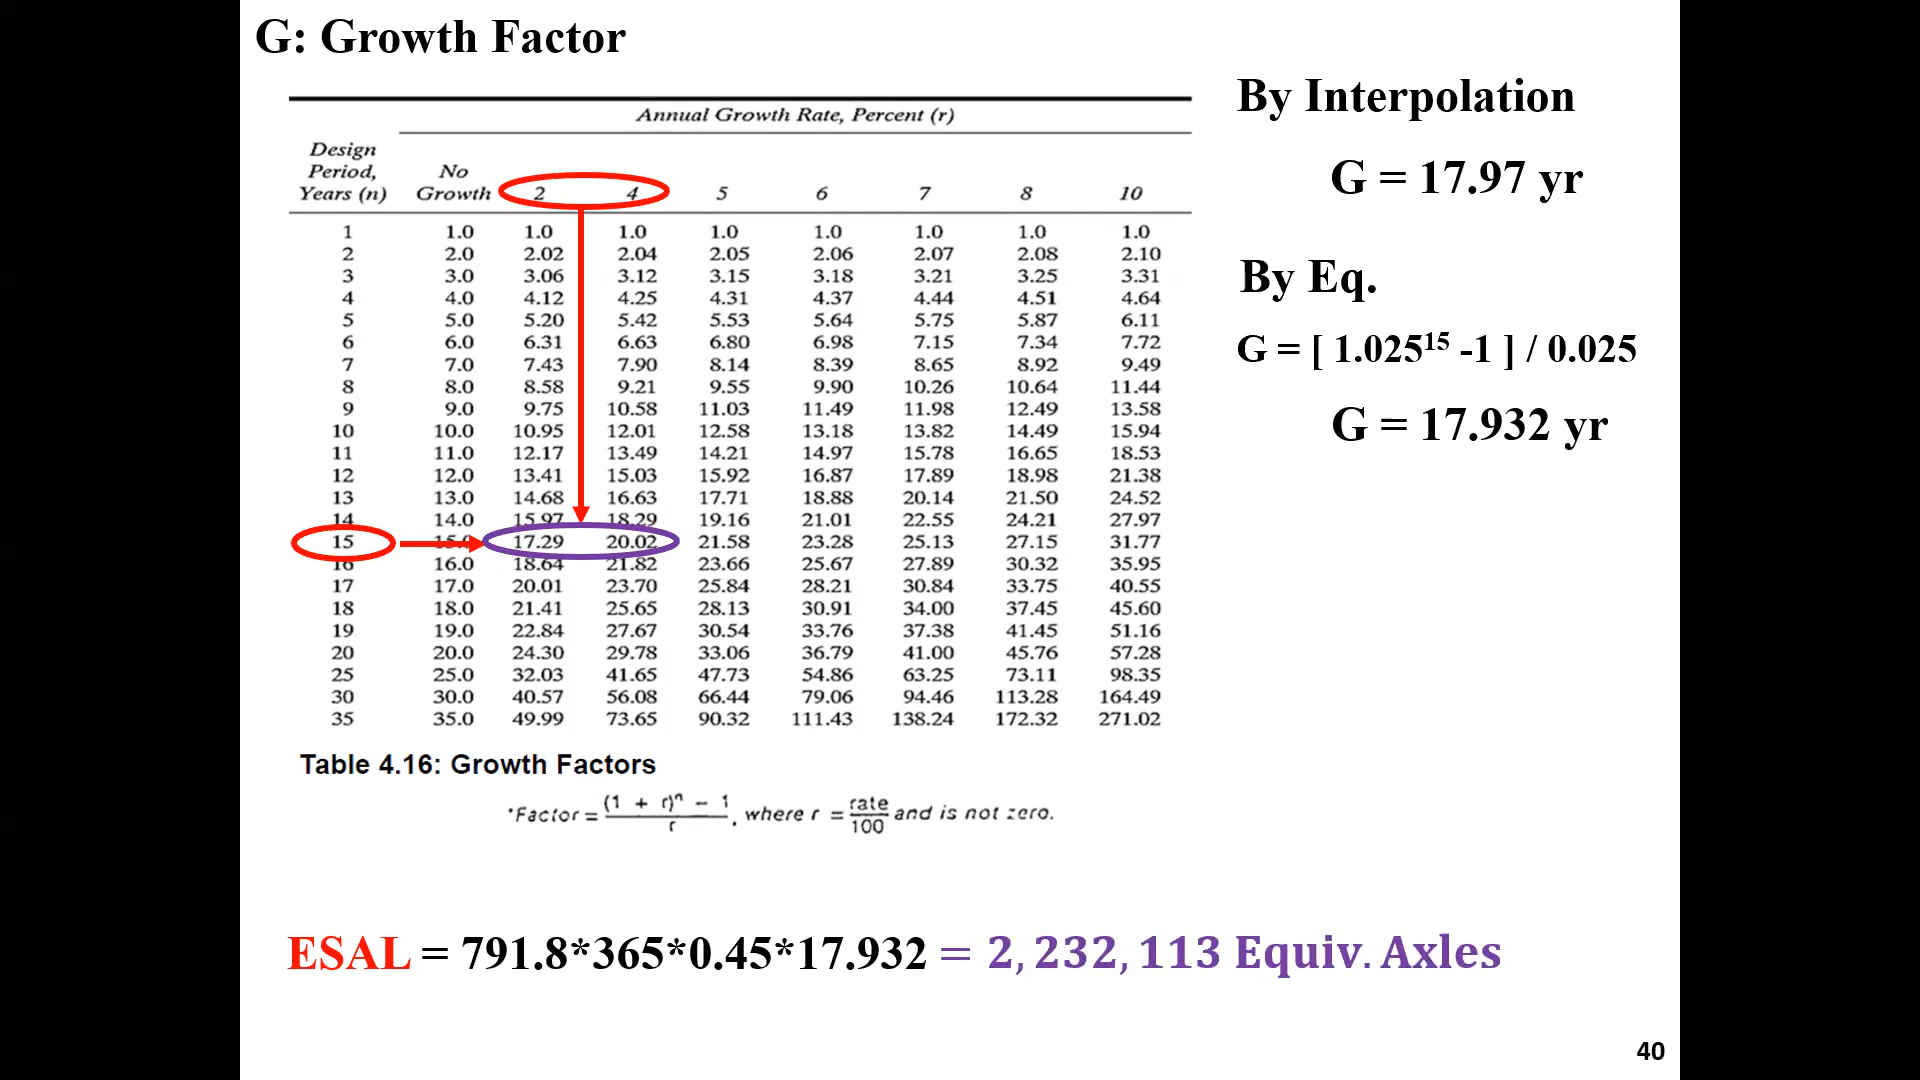 G: Growth Factor
Annual Growth Rate, Percent (r)
Design
Period,
Years (n)
No
Growth
2 4 5 6 7 8 10
1 1.0 1.0 1.0 1.0 1.0 1.0 1.0 1.0
2 2.0 2.02 2.04 2.05 2.06 2.07 2.08 2.10
3 3.0 3.06 3.12 3.15 3.18 3.21 3.25 3.31
4 4.0 4.12 4.25 4.31 4.37 4.44 4.51 4.64
5 5.0 5.20 5.42 5.53 5.64 5.75 5.87 6.11
6 6.0 6.31 6.63 6.80 6.98 7.15 7.34 7.72
7 7.0 7.43 7.90 8.14 8.39 8.65 8.92 9.49
8 8.0 8.58 9.21 9.55 9.90 10.26 10.64 11.44
9 9.0 9.75 10.58 11.03 11.49 11.98 12.49 13.58
10 10.0 10.95 12.01 12.58 13.18 13.82 14.49 15.94
11 11.0 12.17 13.49 14.21 14.97 15.78 16.65 18.53
12 12.0 13.41 15.03 15.92 16.87 17.89 18.98 21.38
13 13.0 14.68 16.63 17.71 18.88 20.14 21.50 24.52
14 14.0 15.97 18.29 19.16 21.01 22.55 24.21 27.97
15 15.0 17.29 20.02 21.58 23.28 25.13 27.15 31.77
16 16.0 18.64 21.82 23.66 25.67 27.89 30.32 35.95
17 17.0 20.01 23.70 25.84 28.21 30.84 33.75 40.55
18 18.0 21.41 25.65 28.13 30.91 34.00 37.45 45.60
19 19.0 22.84 27.67 30.54 33.76 37.38 41.45 51.16
20 20.0 24.30 29.78 33.06 36.79 41.00 45.76 57.28
25 25.0 32.03 41.65 47.73 54.86 63.25 73.11 98.35
30 30.0 40.57 56.08 66.44 79.06 94.46 113.28 164.49
35 35.0 49.99 73.65 90.32 111.43 138.24 172.32 271.02
Table 4.16: Growth Factors
*Factor = (1 + r)ⁿ − 1 / r , where r = rate / 100 and is not zero.
By Interpolation
G = 17.97 yr
By Eq.
G = [ 1.025¹⁵ -1 ] / 0.025
G = 17.932 yr
ESAL = 791.8*365*0.45*17.932 = 2,232,113 Equiv. Axles
40